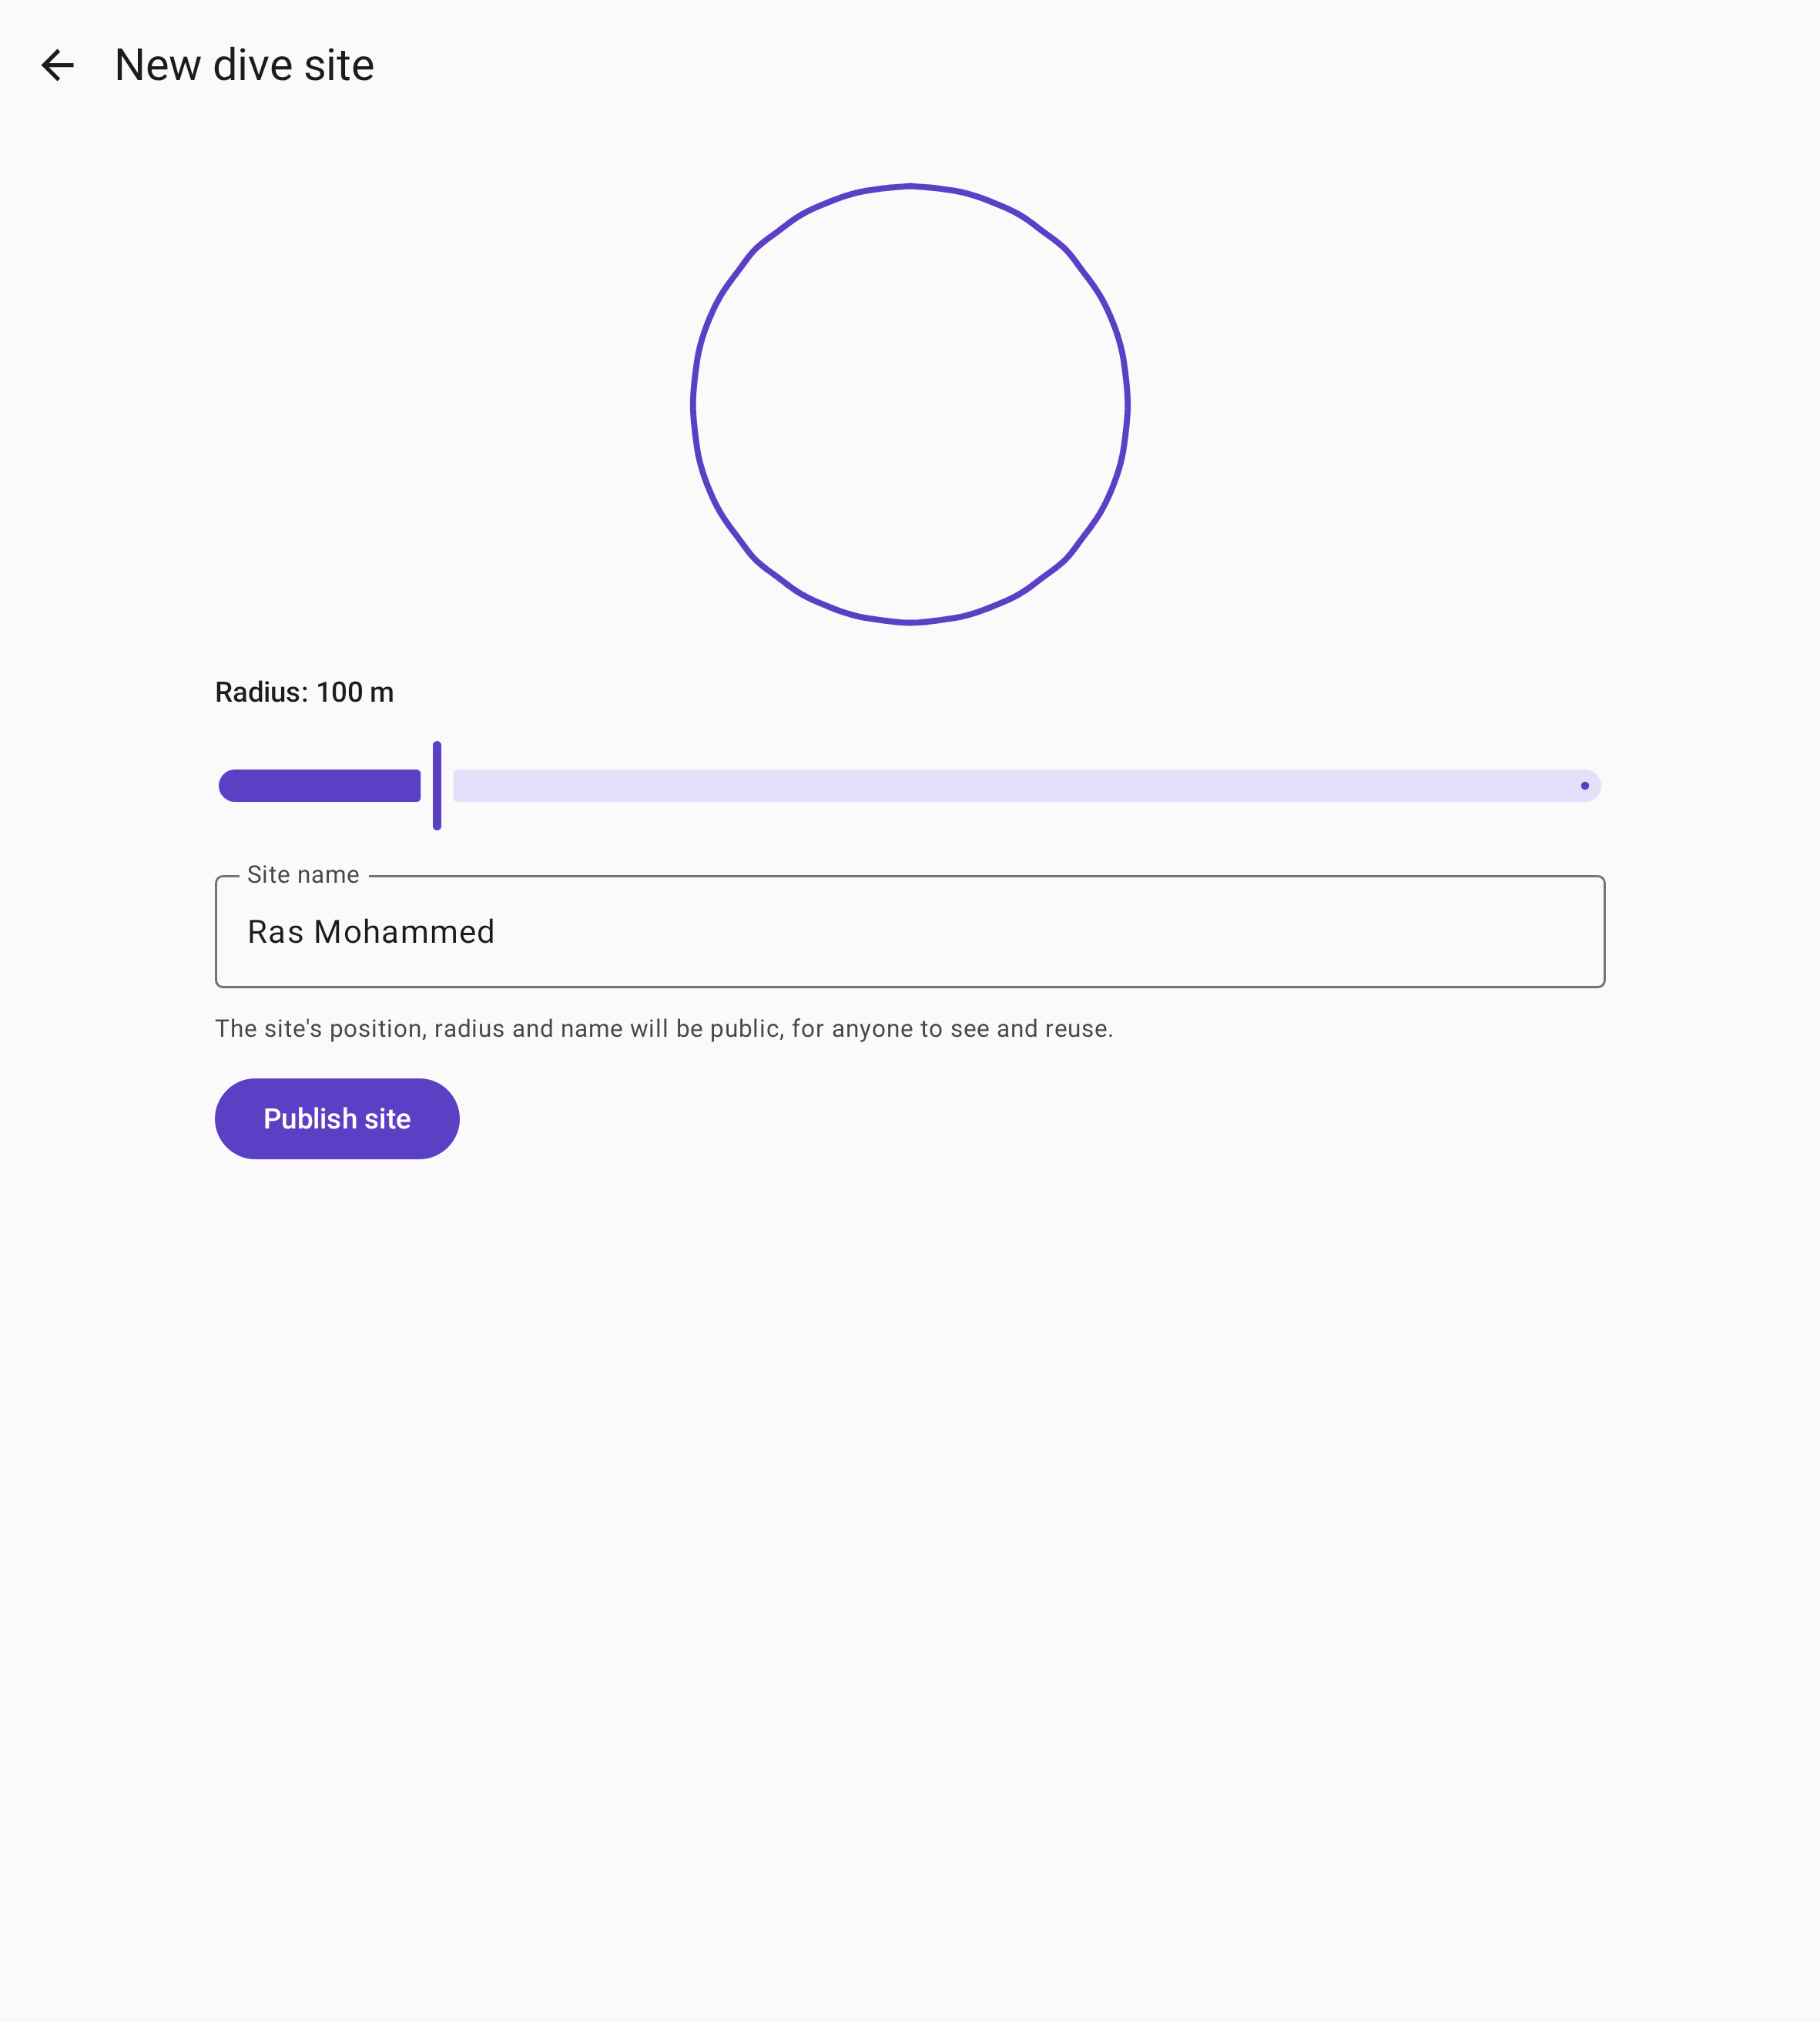 New dive site
Radius: 100 m
Site name
Ras Mohammed
The site's position, radius and name will be public, for anyone to see and reuse.
Publish site